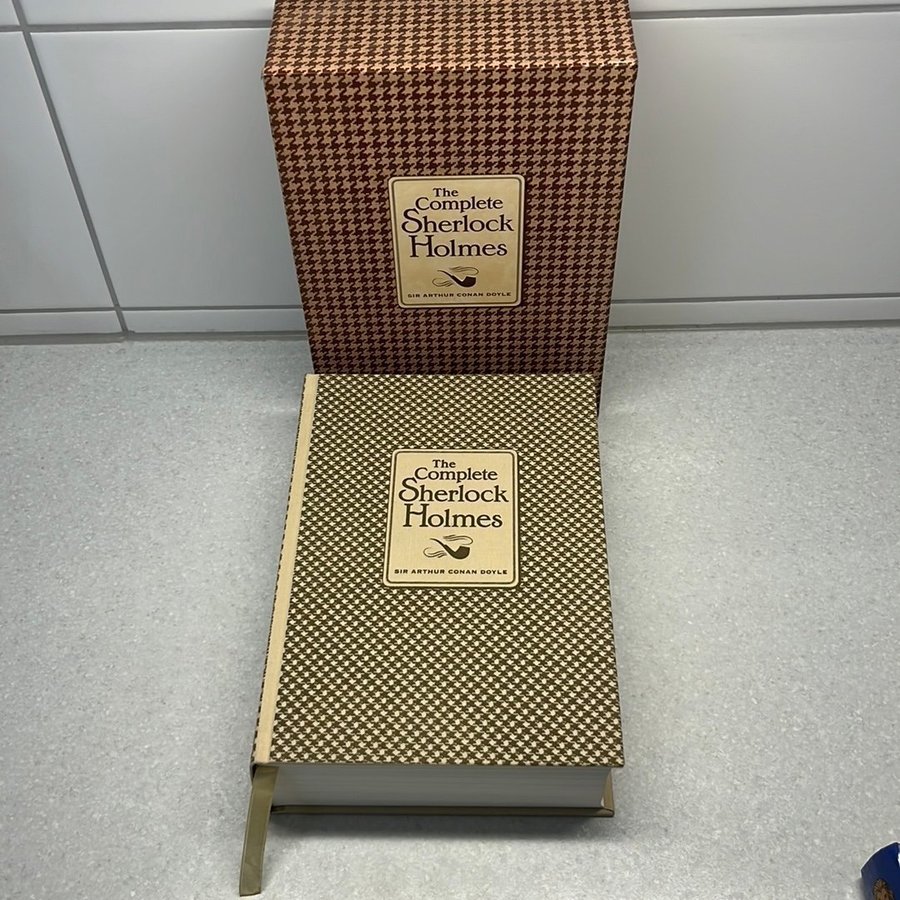 The
Complete
Sherlock
Holmes
SIR ARTHUR CONAN DOYLE
The
Complete
Sherlock
Holmes
SIR ARTHUR CONAN DOYLE